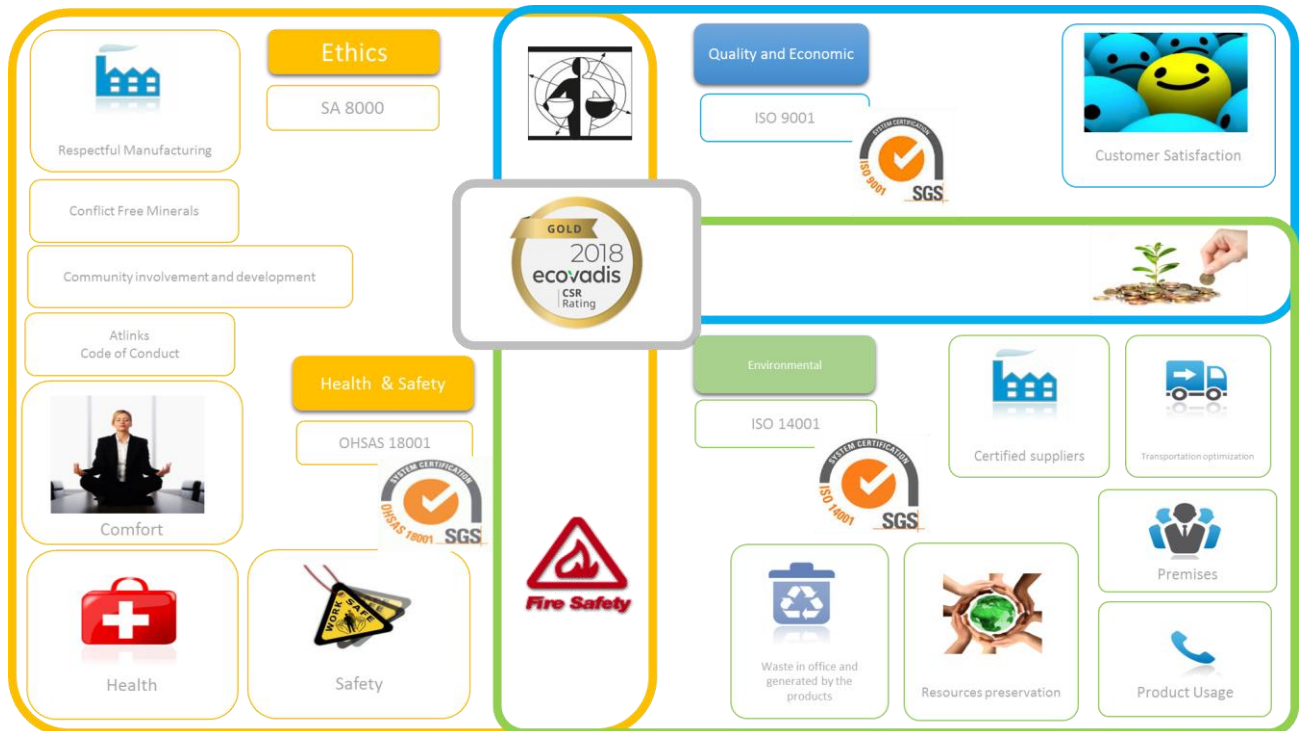 Ethics
SA 8000
Respectful Manufacturing
Conflict Free Minerals
Community involvement and development
Atlinks
Code of Conduct
Health & Safety
OHSAS 18001
SYSTEM CERTIFICATION
OHSAS 18001
SGS
Comfort
Health
WORK SAFE
Safety
GOLD
2018
ecovadis
CSR
Rating
Fire Safety
Quality and Economic
ISO 9001
SYSTEM CERTIFICATION
ISO 9001
SGS
Customer Satisfaction
Environmental
ISO 14001
SYSTEM CERTIFICATION
ISO 14001
SGS
Certified suppliers
Transportation optimization
Premises
Waste in office and
generated by the
products
Resources preservation
Product Usage